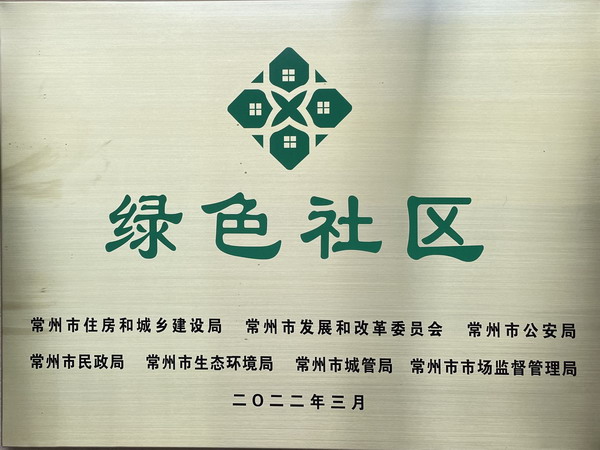 绿色社区
常州市住房和城乡建设局 常州市发展和改革委员会 常州市公安局
常州市民政局 常州市生态环境局 常州市城管局 常州市市场监督管理局
二〇二二年三月